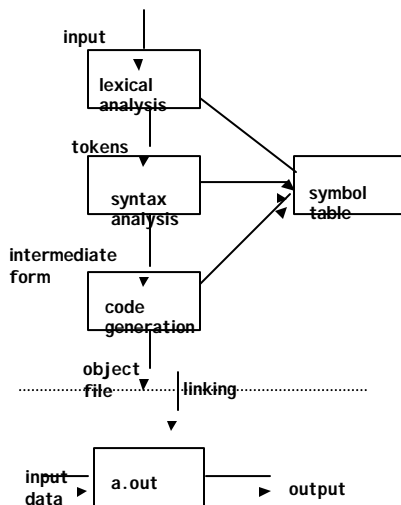 input
lexical
analysis
tokens
syntax
analysis
symbol
table
intermediate
form
code
generation
object
file
linking
input
data
a.out
output